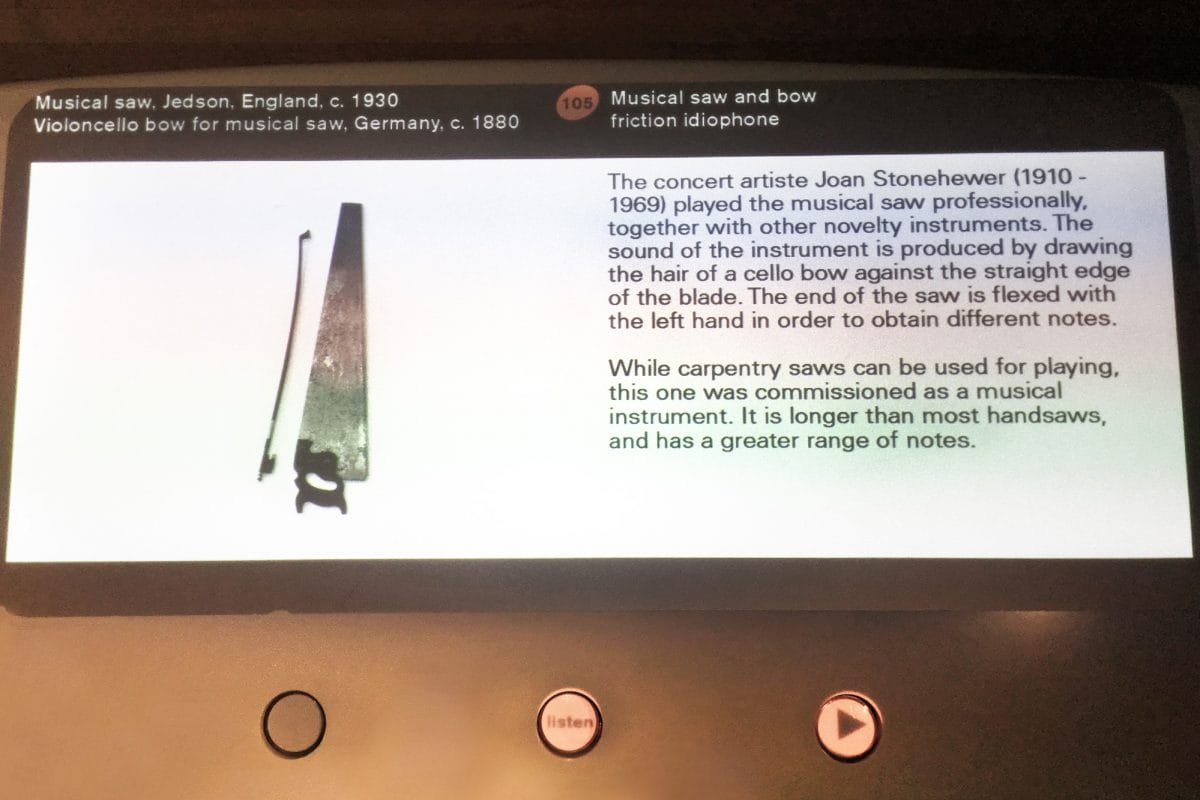 Musical saw, Jedson, England, c. 1930
Violoncello bow for musical saw, Germany, c. 1880
105
Musical saw and bow
friction idiophone
The concert artiste Joan Stonehewer (1910 -
1969) played the musical saw professionally,
together with other novelty instruments. The
sound of the instrument is produced by drawing
the hair of a cello bow against the straight edge
of the blade. The end of the saw is flexed with
the left hand in order to obtain different notes.
While carpentry saws can be used for playing,
this one was commissioned as a musical
instrument. It is longer than most handsaws,
and has a greater range of notes.
listen